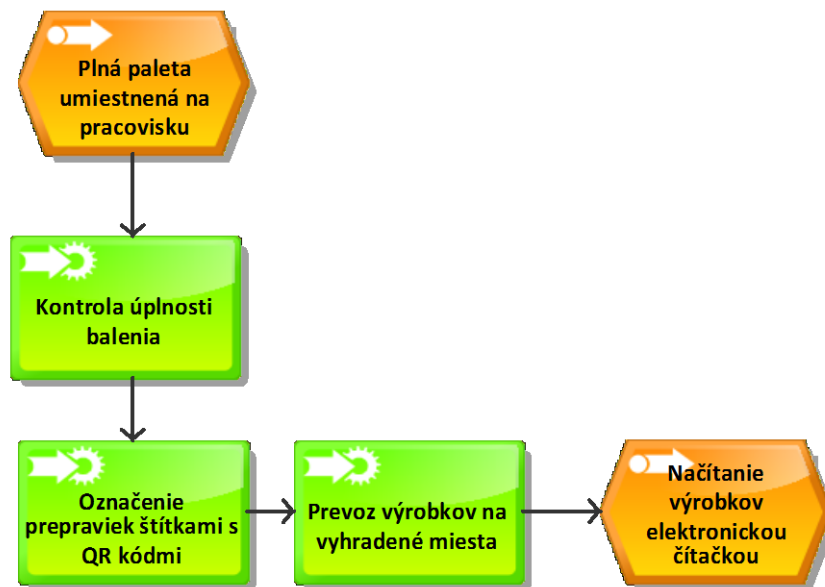 Plná paleta
umiestnená na
pracovisku
Kontrola úplnosti
balenia
Označenie
prepraviek štítkami s
QR kódmi
Prevoz výrobkov na
vyhradené miesta
Načítanie
výrobkov
elektronickou
čítačkou